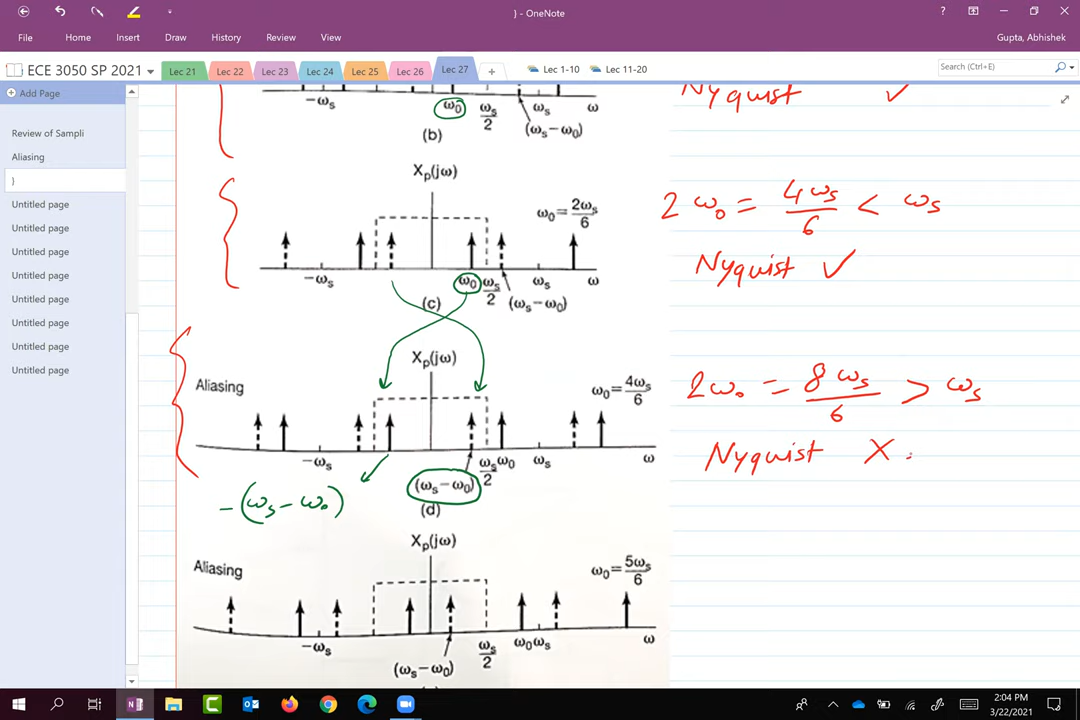 } - OneNote
?
File
Home
Insert
Draw
History
Review
View
Gupta, Abhishek
ECE 3050 SP 2021
Lec 21
Lec 22
Lec 23
Lec 24
Lec 25
Lec 26
Lec 27
+
Lec 1-10
Lec 11-20
Search (Ctrl+E)
Add Page
Review of Sampli
Aliasing
}
Untitled page
Untitled page
Untitled page
Untitled page
Untitled page
Untitled page
Untitled page
Untitled page
−ωs ω0 ωs/2 ωs ω
(ωs−ω0)
(b)
Nyquist ✓
Xp(jω)
ω0=2ωs/6
−ωs ω0 ωs/2 ωs ω
(ωs−ω0)
(c)
2ω0 = 4ωs/6 < ωs
Nyquist ✓
Xp(jω)
Aliasing
ω0=4ωs/6
−ωs ωs/2 ω0 ωs ω
(ωs−ω0)
−(ωs−ω0)
(d)
2ω0 = 8ωs/6 > ωs
Nyquist X
Xp(jω)
Aliasing
ω0=5ωs/6
−ωs ωs/2 ω0 ωs ω
(ωs−ω0)
2:04 PM
3/22/2021